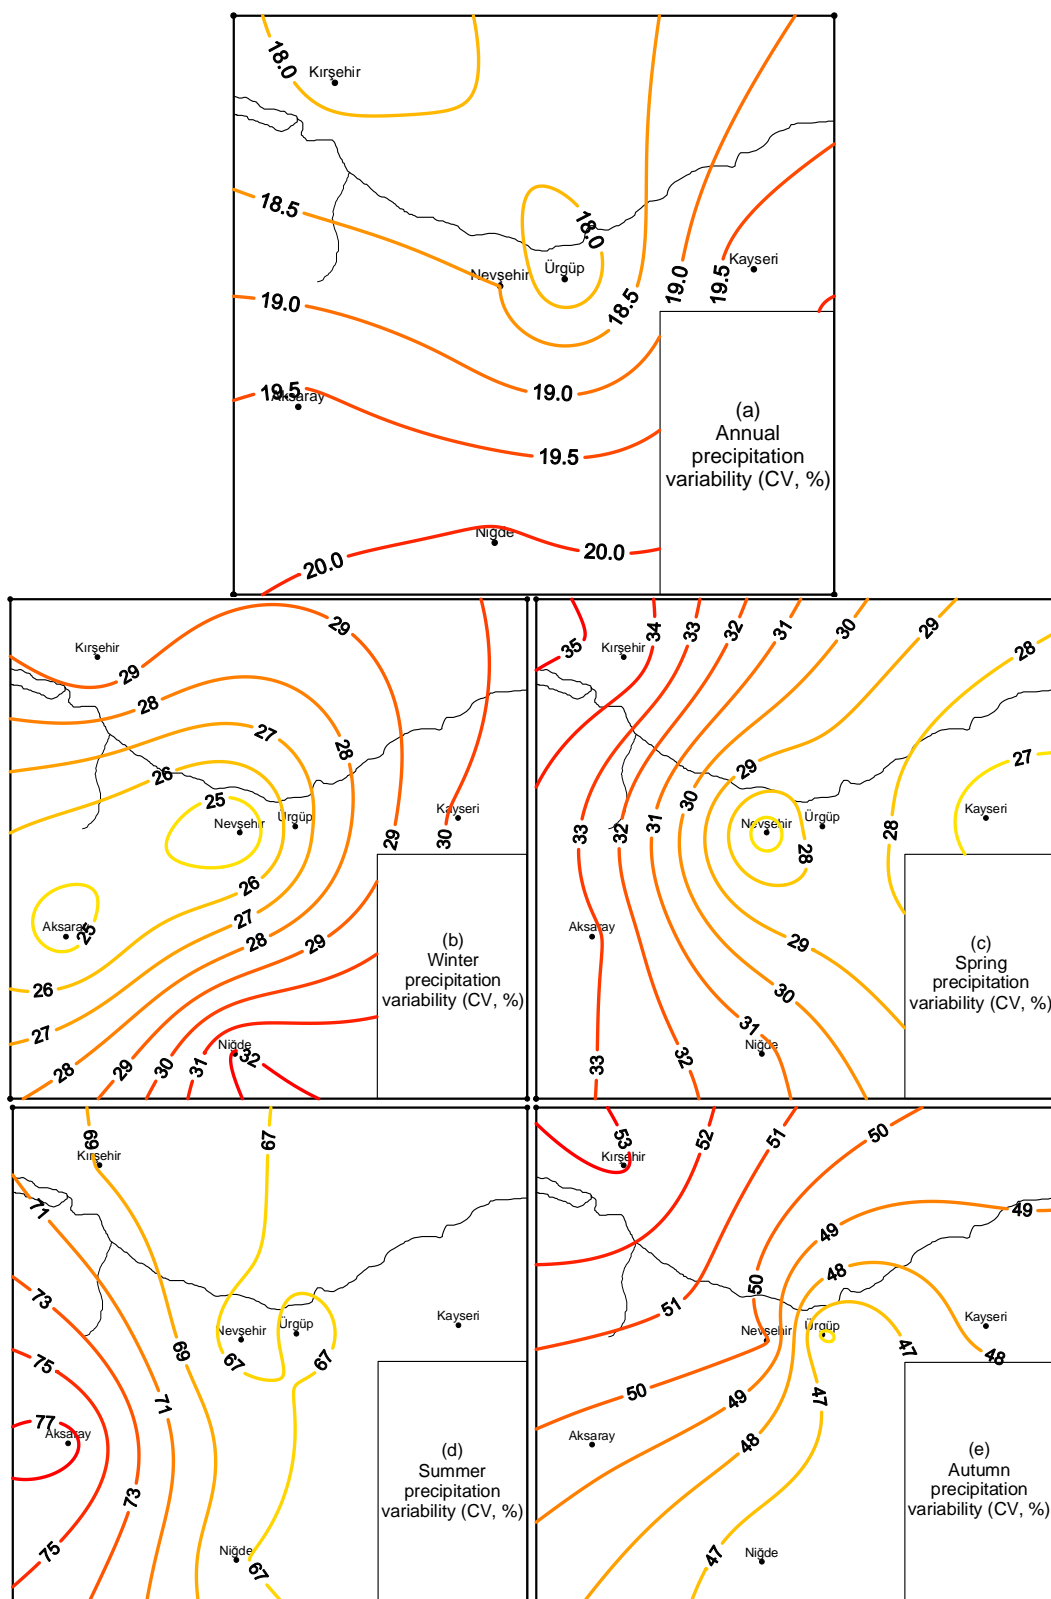 18.0
Kırşehir
18.5
18.0
Nevşehir
Ürgüp
Kayseri
18.5
19.0
19.5
19.0
19.5
Aksaray
19.0
19.5
Niğde
20.0
20.0
(a)
Annual
precipitation
variability (CV, %)
Kırşehir
29
29
28
27
28
26
25
Nevşehir
Ürgüp
Kayseri
29
30
26
Aksaray
25
27
28
29
26
27
28
29
30
31
Niğde
32
(b)
Winter
precipitation
variability (CV, %)
35
Kırşehir
34
33
32
31
30
29
28
27
29
30
31
32
33
Nevşehir
Ürgüp
28
28
Kayseri
Aksaray
29
30
31
Niğde
32
33
(c)
Spring
precipitation
variability (CV, %)
69
Kırşehir
67
71
73
75
77
Aksaray
69
71
73
75
Nevşehir
Ürgüp
67
67
Kayseri
Niğde
67
(d)
Summer
precipitation
variability (CV, %)
53
Kırşehir
52
51
50
49
49
48
50
51
Nevşehir
Ürgüp
47
Kayseri
48
50
49
48
47
Aksaray
47
Niğde
(e)
Autumn
precipitation
variability (CV, %)